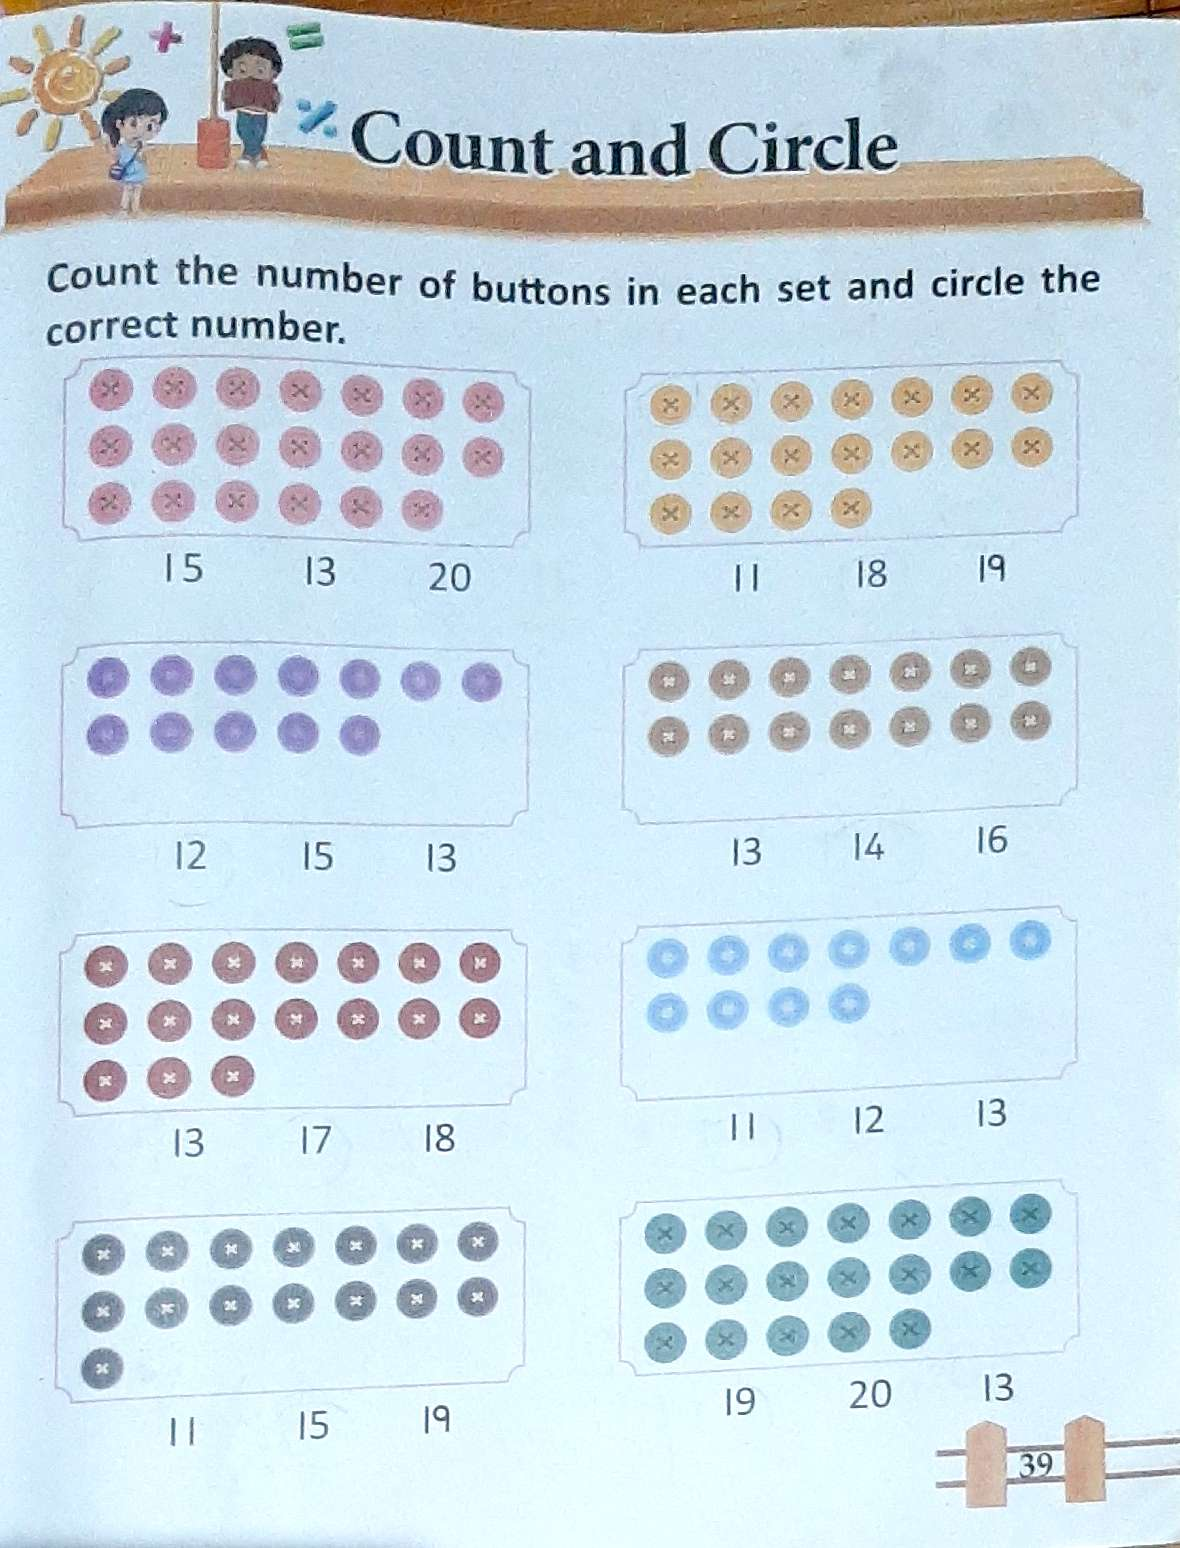 Count and Circle
Count the number of buttons in each set and circle the
correct number.
15 13 20
11 18 19
12 15 13
13 14 16
13 17 18
11 12 13
11 15 19
19 20 13
39